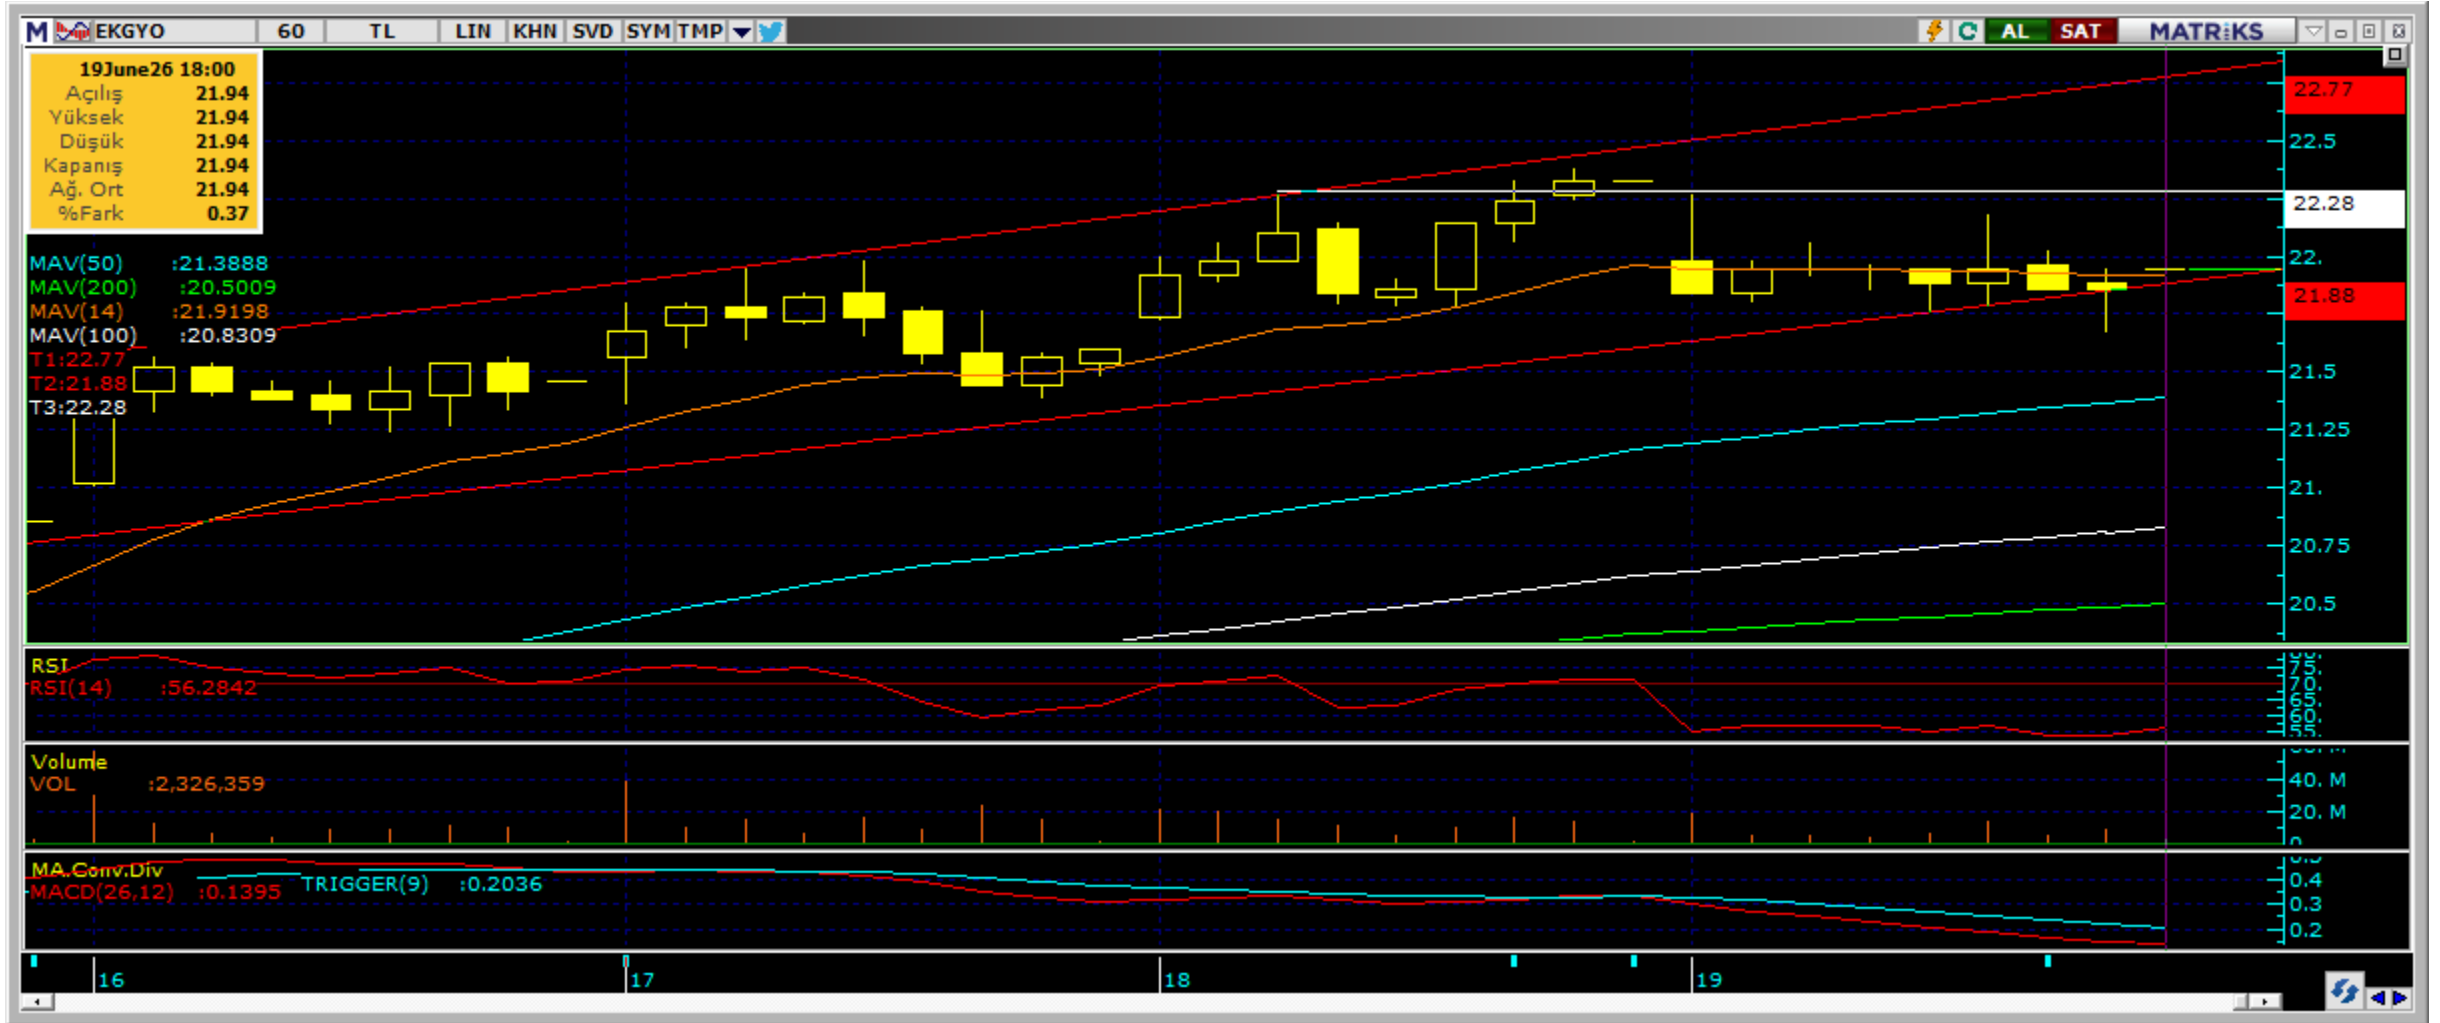 M EKGYO 60 TL LIN KHN SVD SYM TMP AL SAT MATRiKS
19June26 18:00
Açılış 21.94
Yüksek 21.94
Düşük 21.94
Kapanış 21.94
Ağ. Ort 21.94
%Fark 0.37
MAV(50) :21.3888
MAV(200) :20.5009
MAV(14) :21.9198
MAV(100) :20.8309
T1:22.77
T2:21.88
T3:22.28
22.77
22.5
22.28
22.
21.88
21.5
21.25
21.
20.75
20.5
RSI
RSI(14) :56.2842
75.
70.
65.
60.
55.
Volume
VOL :2,326,359
40. M
20. M
0
MA.Conv.Div
MACD(26,12) :0.1395 TRIGGER(9) :0.2036
0.4
0.3
0.2
16 17 18 19